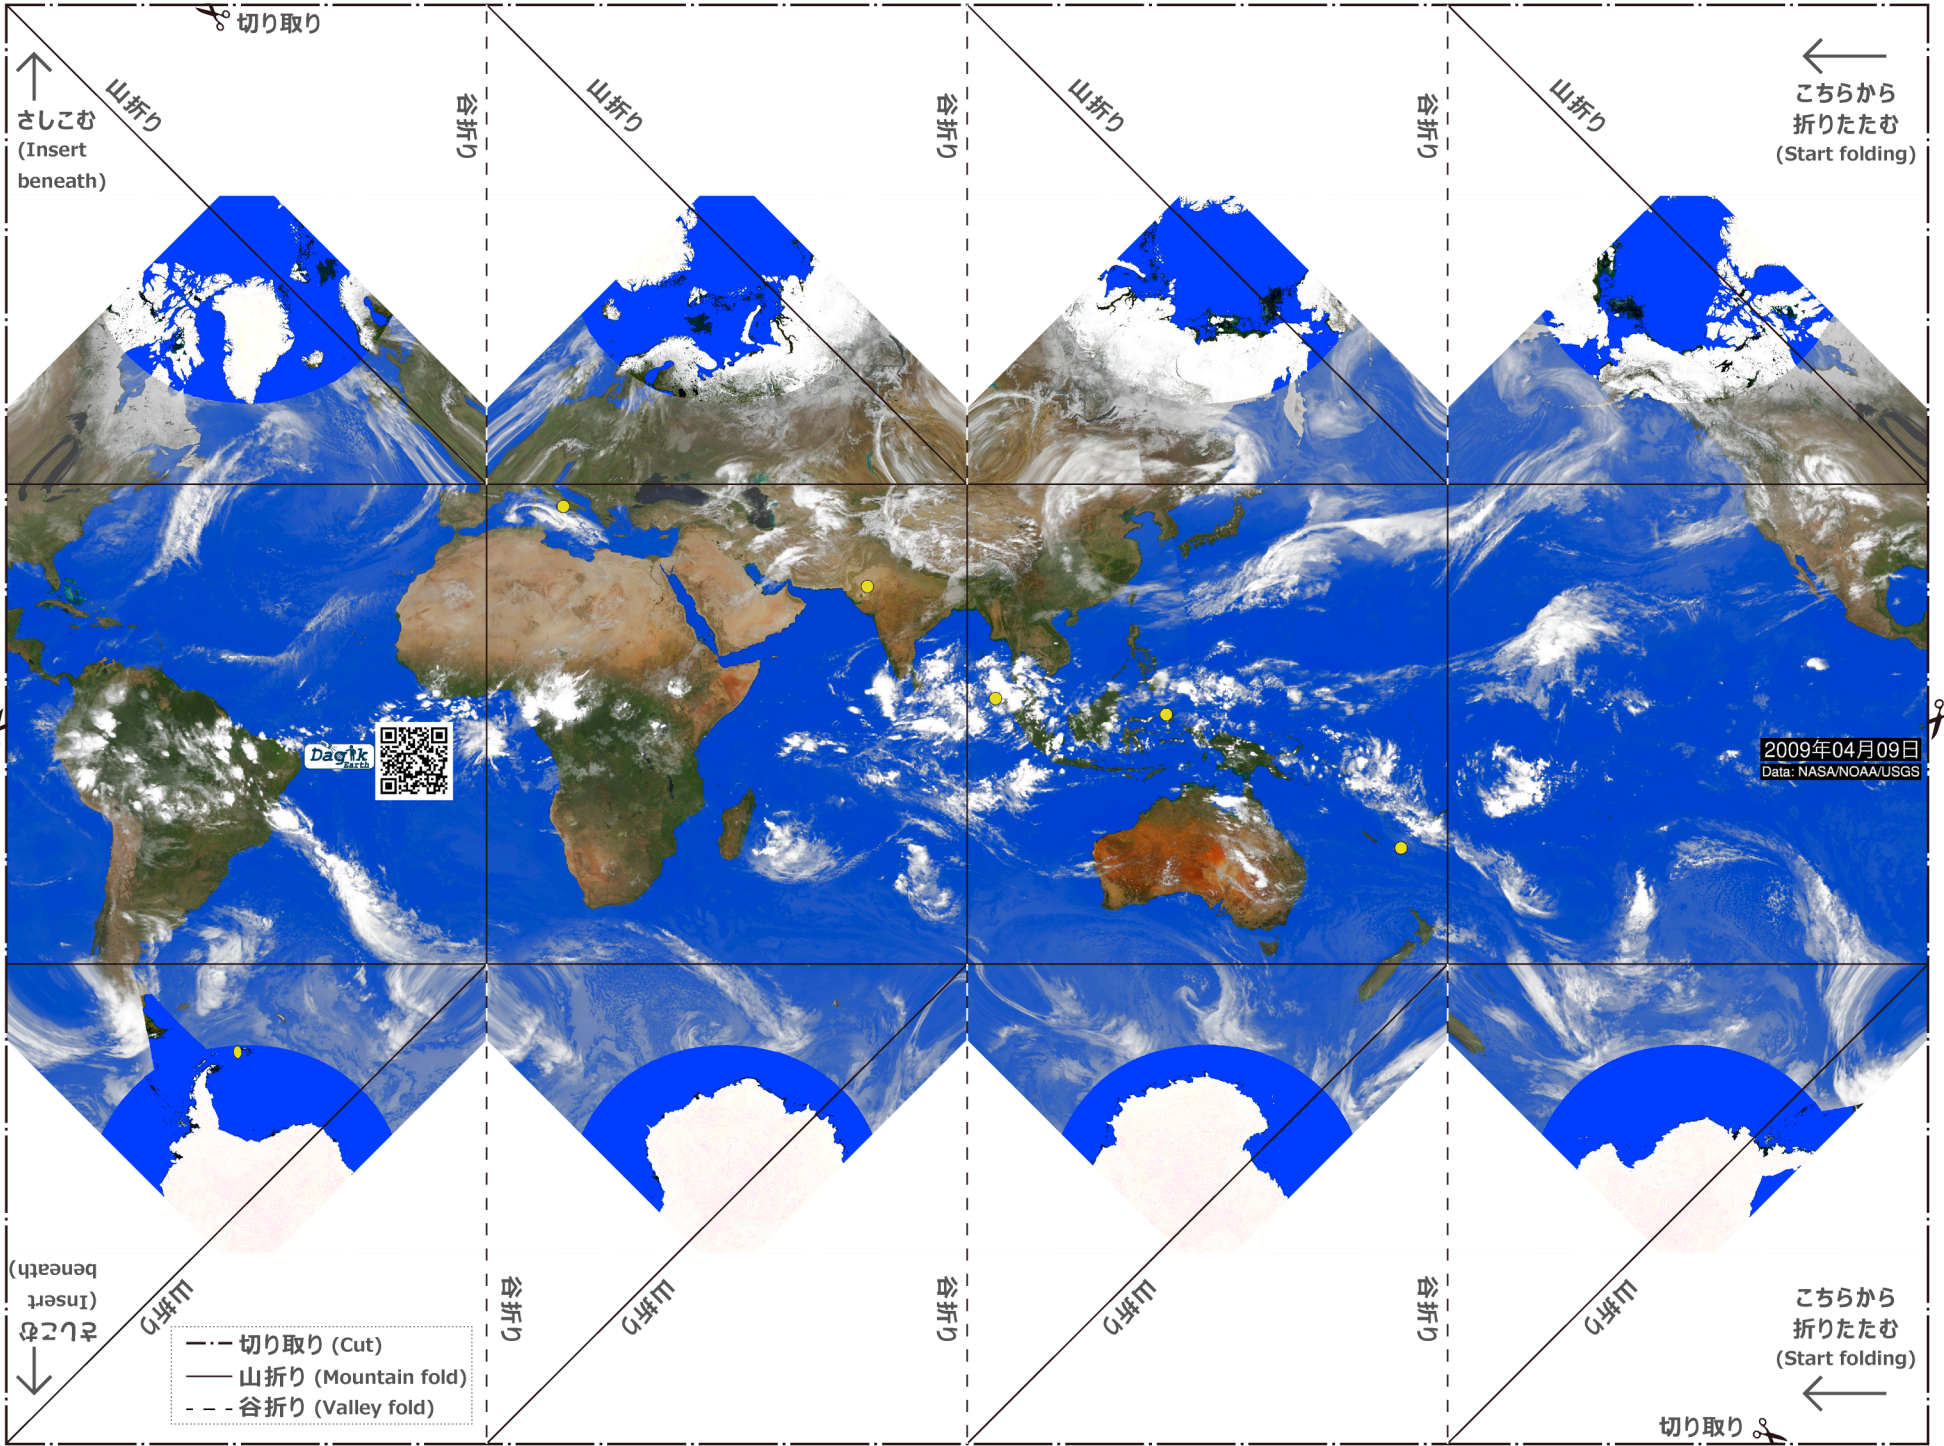 切り取り
山折り
谷折り
山折り
谷折り
山折り
谷折り
山折り
さしこむ
(Insert
beneath)
こちらから
折りたたむ
(Start folding)
Dagik
Earth
2009年04月09日
Data: NASA/NOAA/USGS
さしこむ
(Insert
beneath)
山折り
谷折り
山折り
谷折り
山折り
谷折り
山折り
こちらから
折りたたむ
(Start folding)
切り取り (Cut)
山折り (Mountain fold)
谷折り (Valley fold)
切り取り